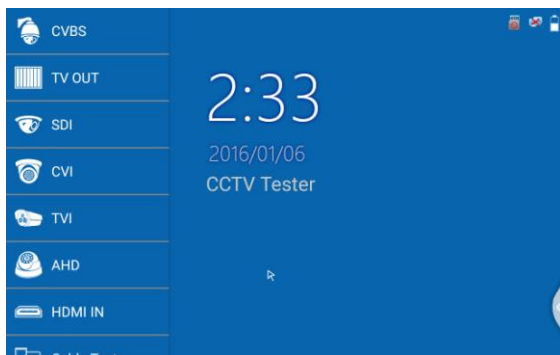 CVBS
TV OUT
SDI
CVI
TVI
AHD
HDMI IN
2:33
2016/01/06
CCTV Tester